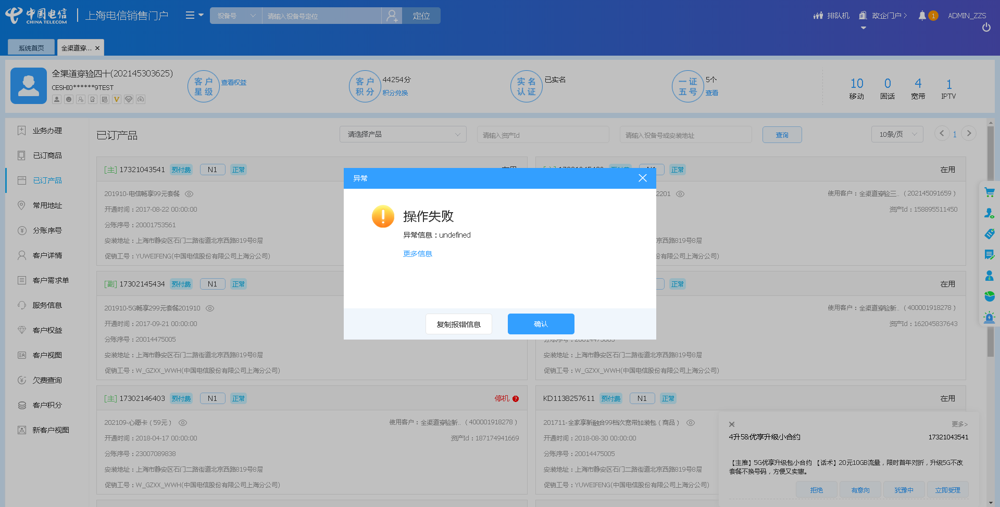 中国电信
CHINA TELECOM
上海电信销售门户
设备号
请输入设备号定位
定位
排队机
政企门户
1
ADMIN_ZZS
系统首页
全渠道穿...
全渠道穿验四十(202145303625)
CESHI0******9TEST
客户星级
查看权益
客户积分
44254分
积分兑换
实名认证
已实名
一证五号
5个
查看
10
移动
0
固话
4
宽带
1
IPTV
业务办理
已订商品
已订产品
常用地址
分账序号
客户详情
客户需求单
服务信息
客户权益
客户视图
欠费查询
客户积分
新客户视图
已订产品
请选择产品
请输入资产id
请输入设备号或安装地址
查询
10条/页
1
[主] 17321043541 预付费 N1 正常
201910-电信畅享99元套餐
开通时间：2017-08-22 00:00:00
分账序号：20001753561
安装地址：上海市静安区石门二路街道北京西路819号8层
促销工号：YUWEIFENG(中国电信股份有限公司上海分公司)
正常
在用
2201
使用客户：全渠道穿验三..（202145091659）
资产Id：158895511450
京西路819号8层
份有限公司上海分公司)
异常
操作失败
异常信息：undefined
更多信息
复制报错信息
确认
[副] 17302145434 预付费 N1 正常
201910-5G畅享299元套餐201910
开通时间：2017-09-21 00:00:00
分账序号：20014475005
安装地址：上海市静安区石门二路街道北京西路819号8层
促销工号：W_GZXX_WWH(中国电信股份有限公司上海分公司)
正常
在用
使用客户：全渠道穿验新..（400001918278）
资产Id：162045837643
分账序号：20014475005
安装地址：上海市静安区石门二路街道北京西路819号8层
促销工号：W_GZXX_WWH(中国电信股份有限公司上海分公司)
[主] 17302146403 预付费 N1 正常
停机
202109-心愿卡（59元）
使用客户：全渠道穿验新..（400001918278）
开通时间：2018-04-17 00:00:00
资产Id：187174941669
分账序号：23007089838
安装地址：上海市静安区石门二路街道北京西路819号8层
促销工号：W_GZXX_WWH(中国电信股份有限公司上海分公司)
KD1138257611 预付费 N1 正常
在用
201711-全家享新融合99档次宽带加装包（商品）
开通时间：2018-08-30 00:00:00
分账序号：20014475005
安装地址：上海市静安区石门二路街道北京西路819号8层
促销工号：YUWEIFENG(中国电信股份有限公司上海分公司)
更多>
4升5&优享升级小合约
17321043541
【主推】5G优享升级包小合约 【话术】20元10GB流量，限时首年对折，升级5G不改
套餐不换号码，方便又实惠。
拒绝
有意向
犹豫中
立即受理